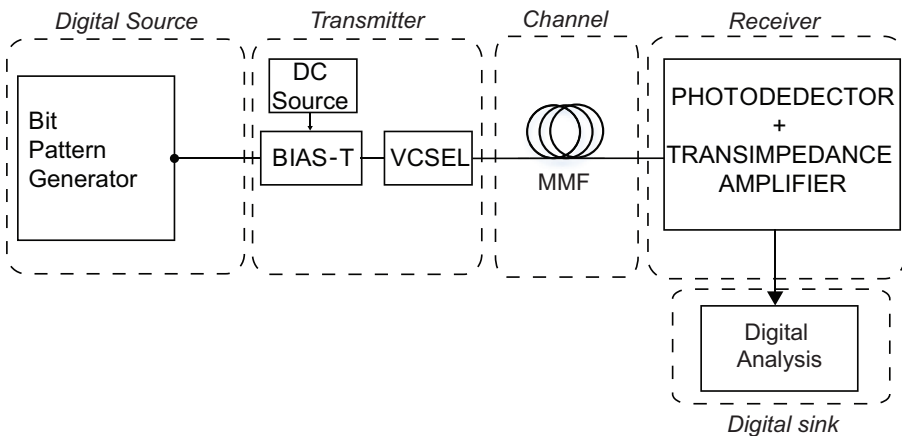 Digital Source
Transmitter
Channel
Receiver
Bit
Pattern
Generator
DC
Source
BIAS-T
VCSEL
MMF
PHOTODEDECTOR
+
TRANSIMPEDANCE
AMPLIFIER
Digital
Analysis
Digital sink